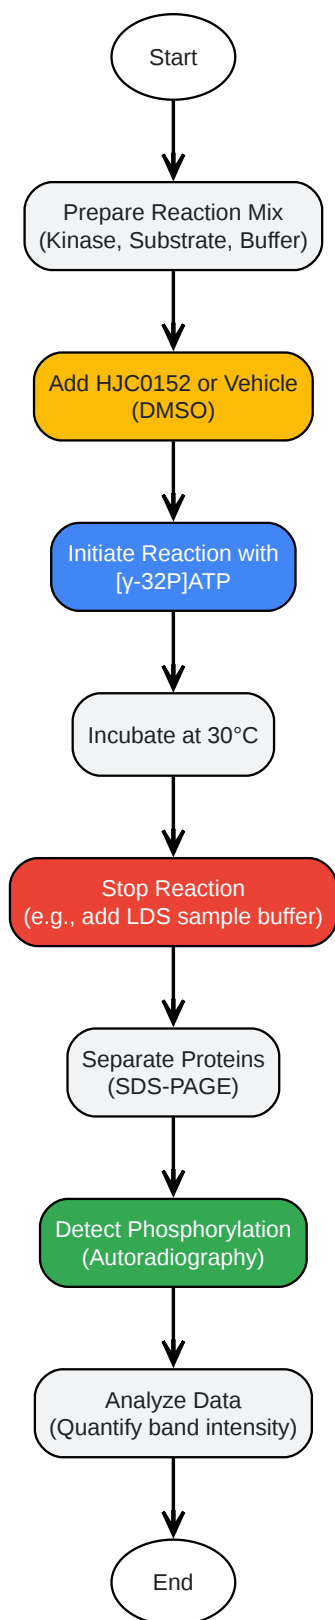 Start
Prepare Reaction Mix
(Kinase, Substrate, Buffer)
Add HJC0152 or Vehicle
(DMSO)
Initiate Reaction with
[γ-32P]ATP
Incubate at 30°C
Stop Reaction
(e.g., add LDS sample buffer)
Separate Proteins
(SDS-PAGE)
Detect Phosphorylation
(Autoradiography)
Analyze Data
(Quantify band intensity)
End